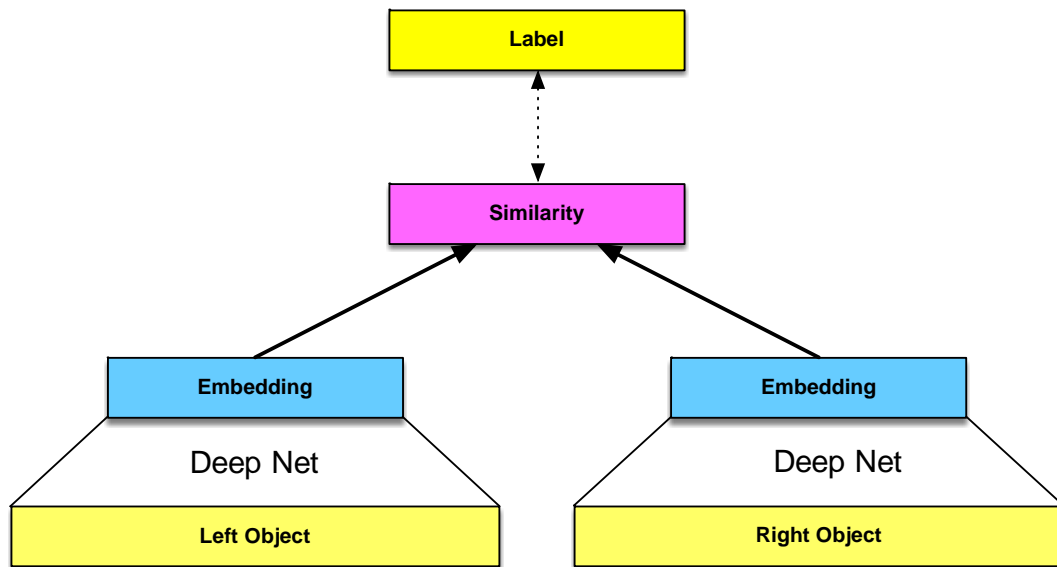 Label
Similarity
Embedding
Embedding
Deep Net
Deep Net
Left Object
Right Object